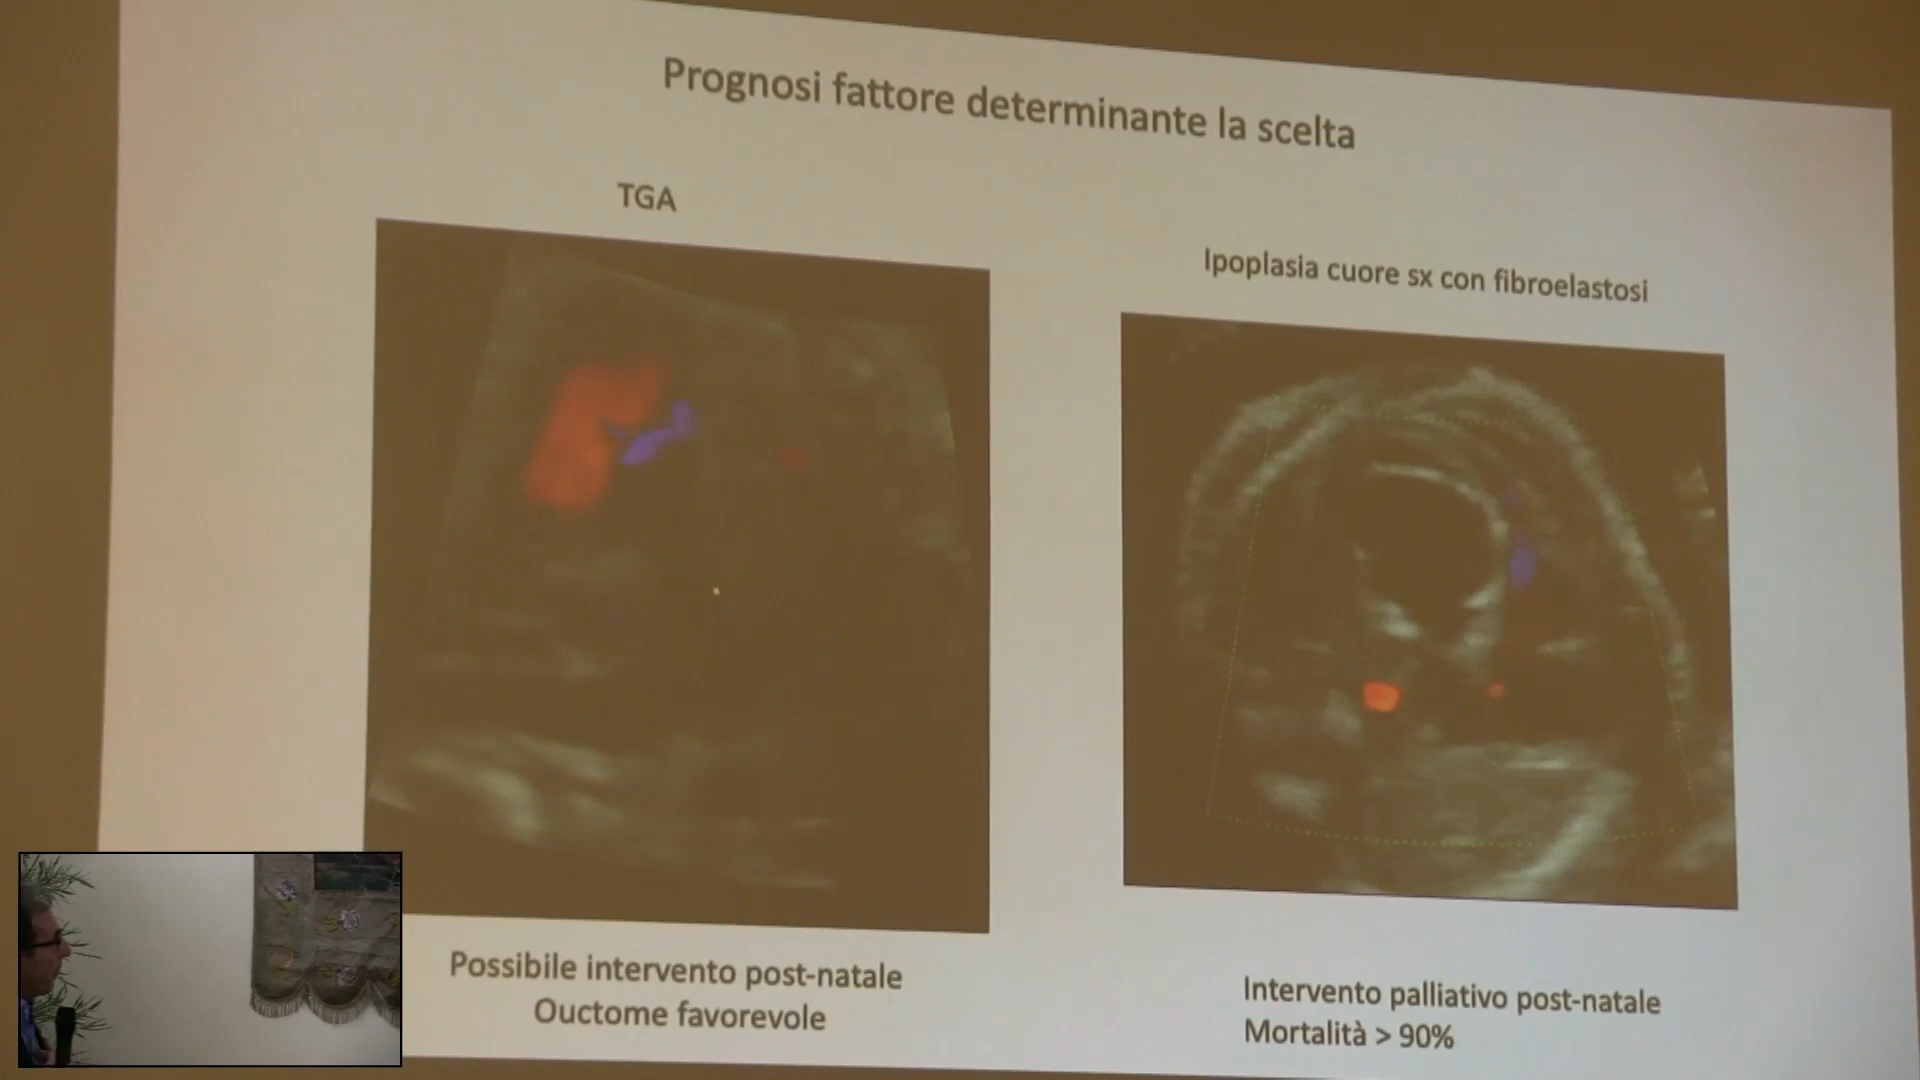 Prognosi fattore determinante la scelta
TGA
Ipoplasia cuore sx con fibroelastosi
Possibile intervento post-natale
Ouctome favorevole
Intervento palliativo post-natale
Mortalità > 90%